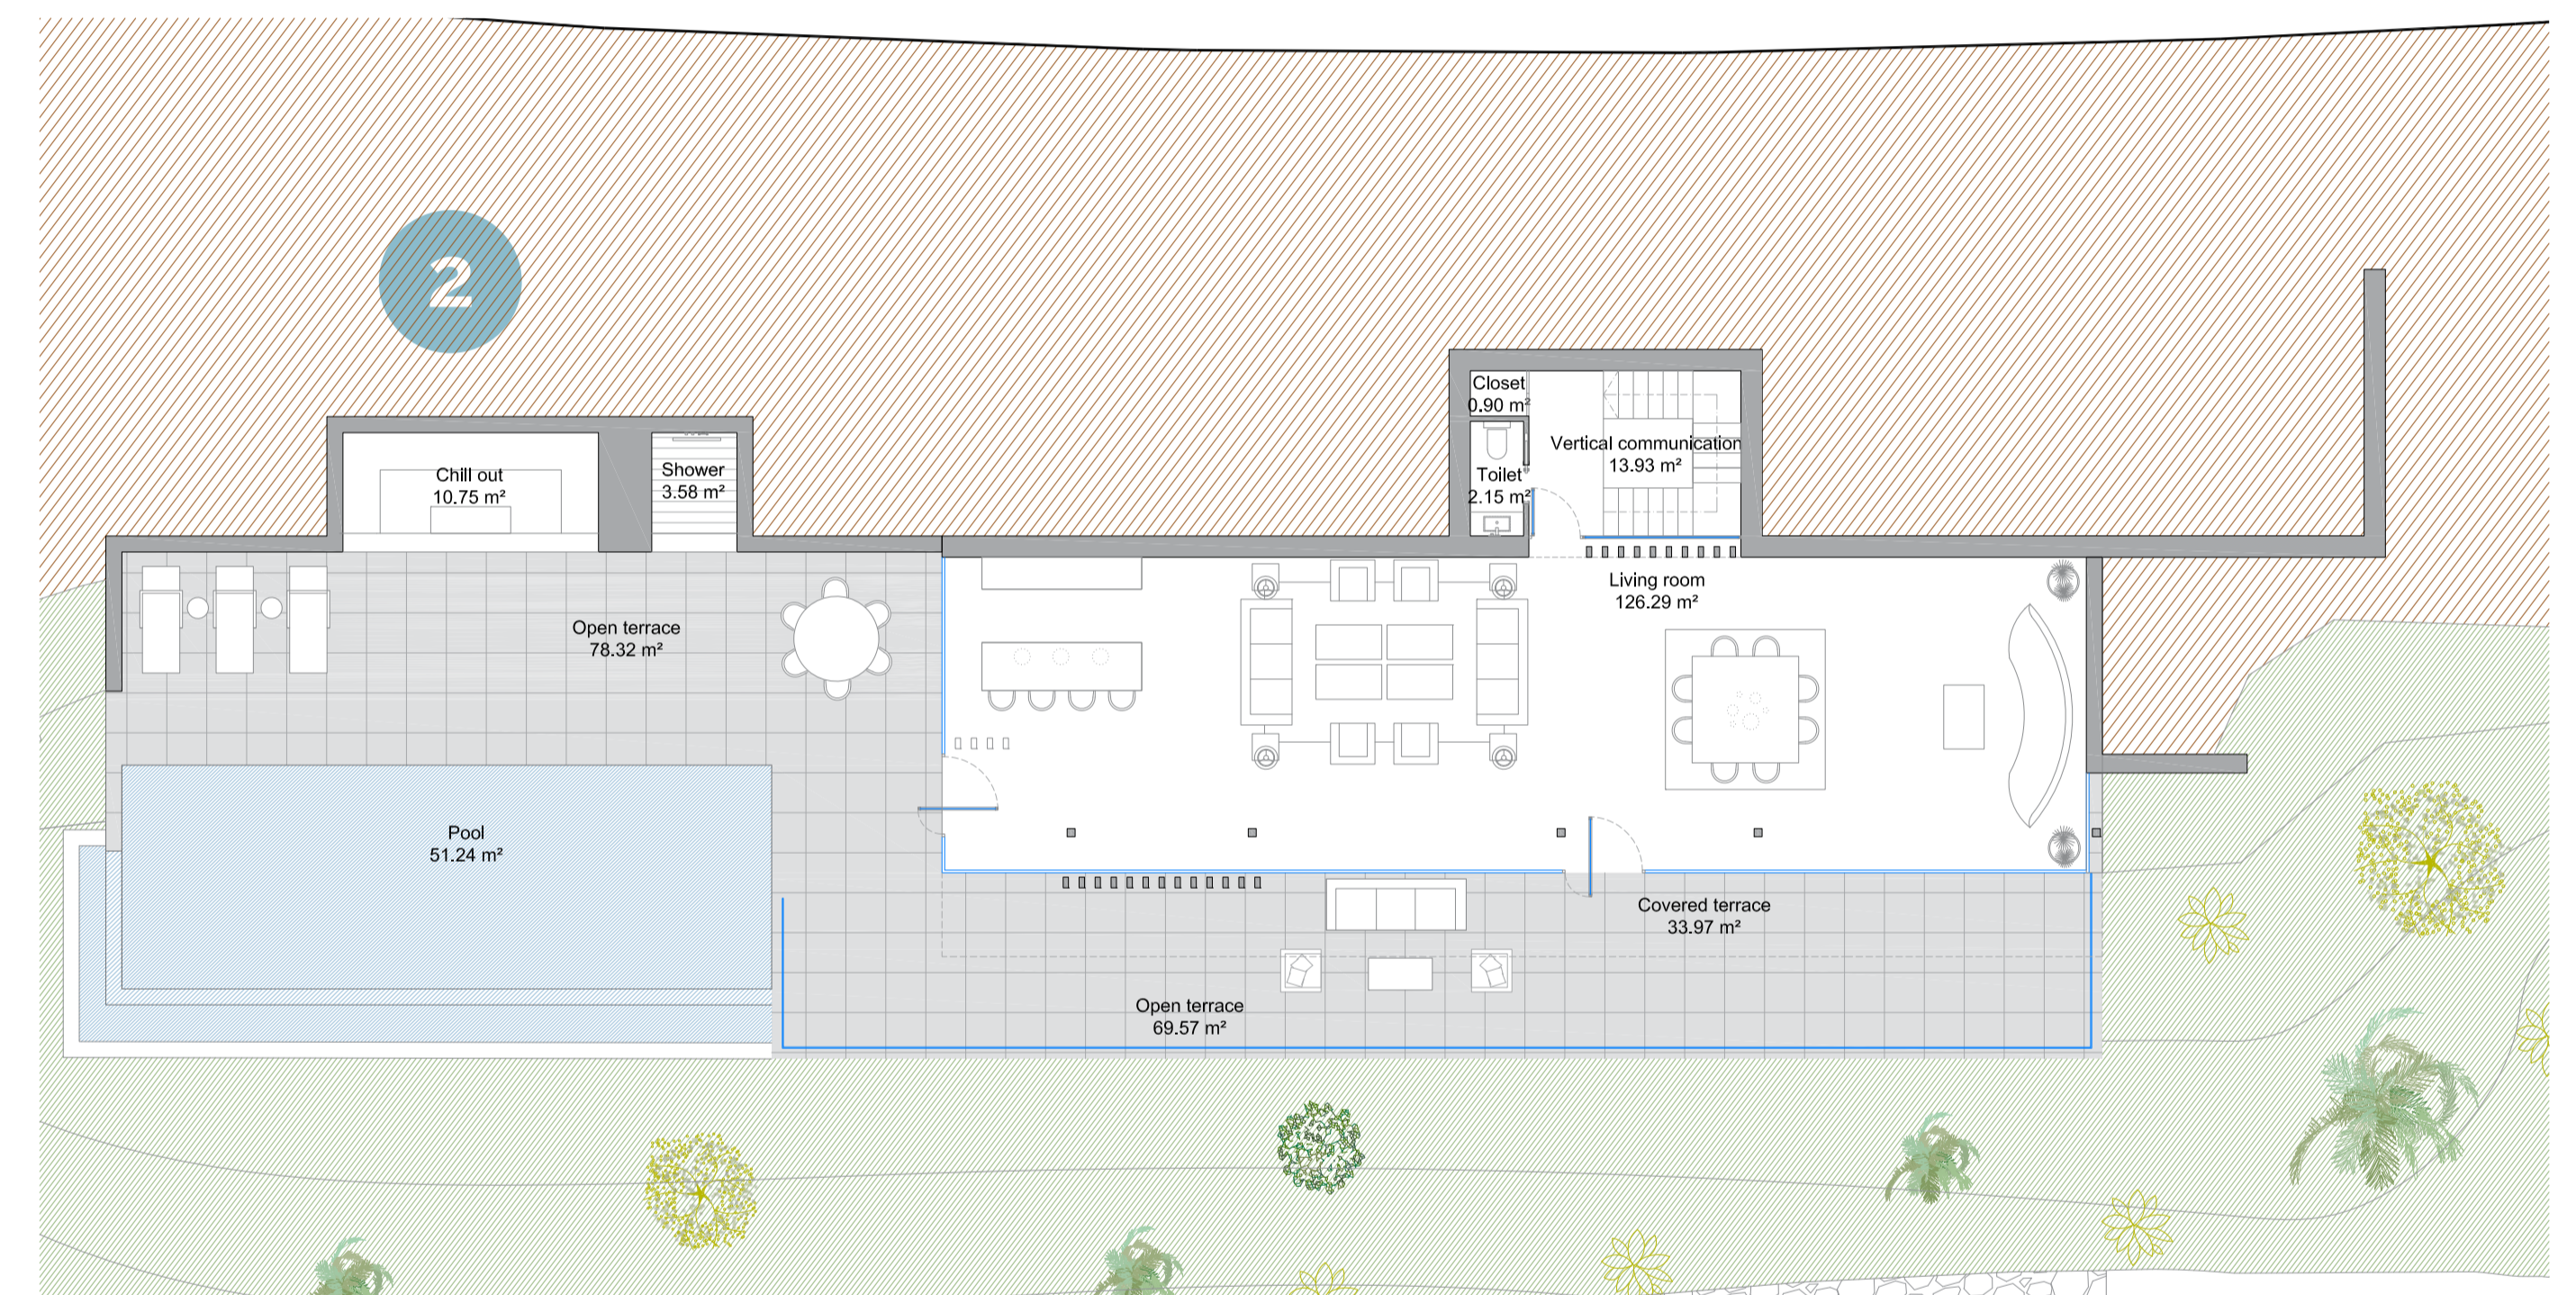 2
Closet
0.90 m²
Vertical communication
13.93 m²
Chill out
10.75 m²
Shower
3.58 m²
Toilet
2.15 m²
Living room
126.29 m²
Open terrace
78.32 m²
Pool
51.24 m²
Covered terrace
33.97 m²
Open terrace
69.57 m²